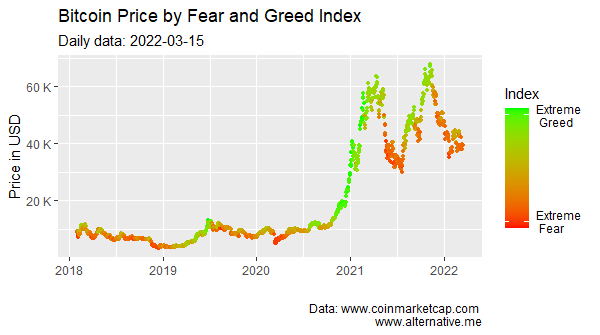 Bitcoin Price by Fear and Greed Index
Daily data: 2022-03-15
Price in USD
60 K
40 K
20 K
2018 2019 2020 2021 2022
Index
Extreme
Greed
Extreme
Fear
Data: www.coinmarketcap.com
www.alternative.me